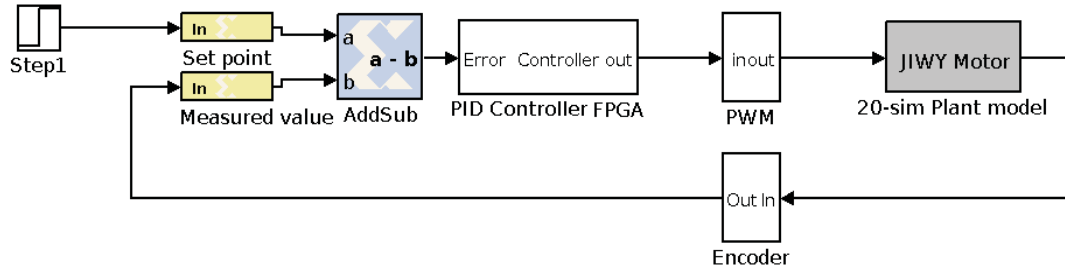 Step1
In
Set point
In
Measured value
a
b
a - b
AddSub
Error Controller out
PID Controller FPGA
inout
PWM
JIWY Motor
20-sim Plant model
Out In
Encoder